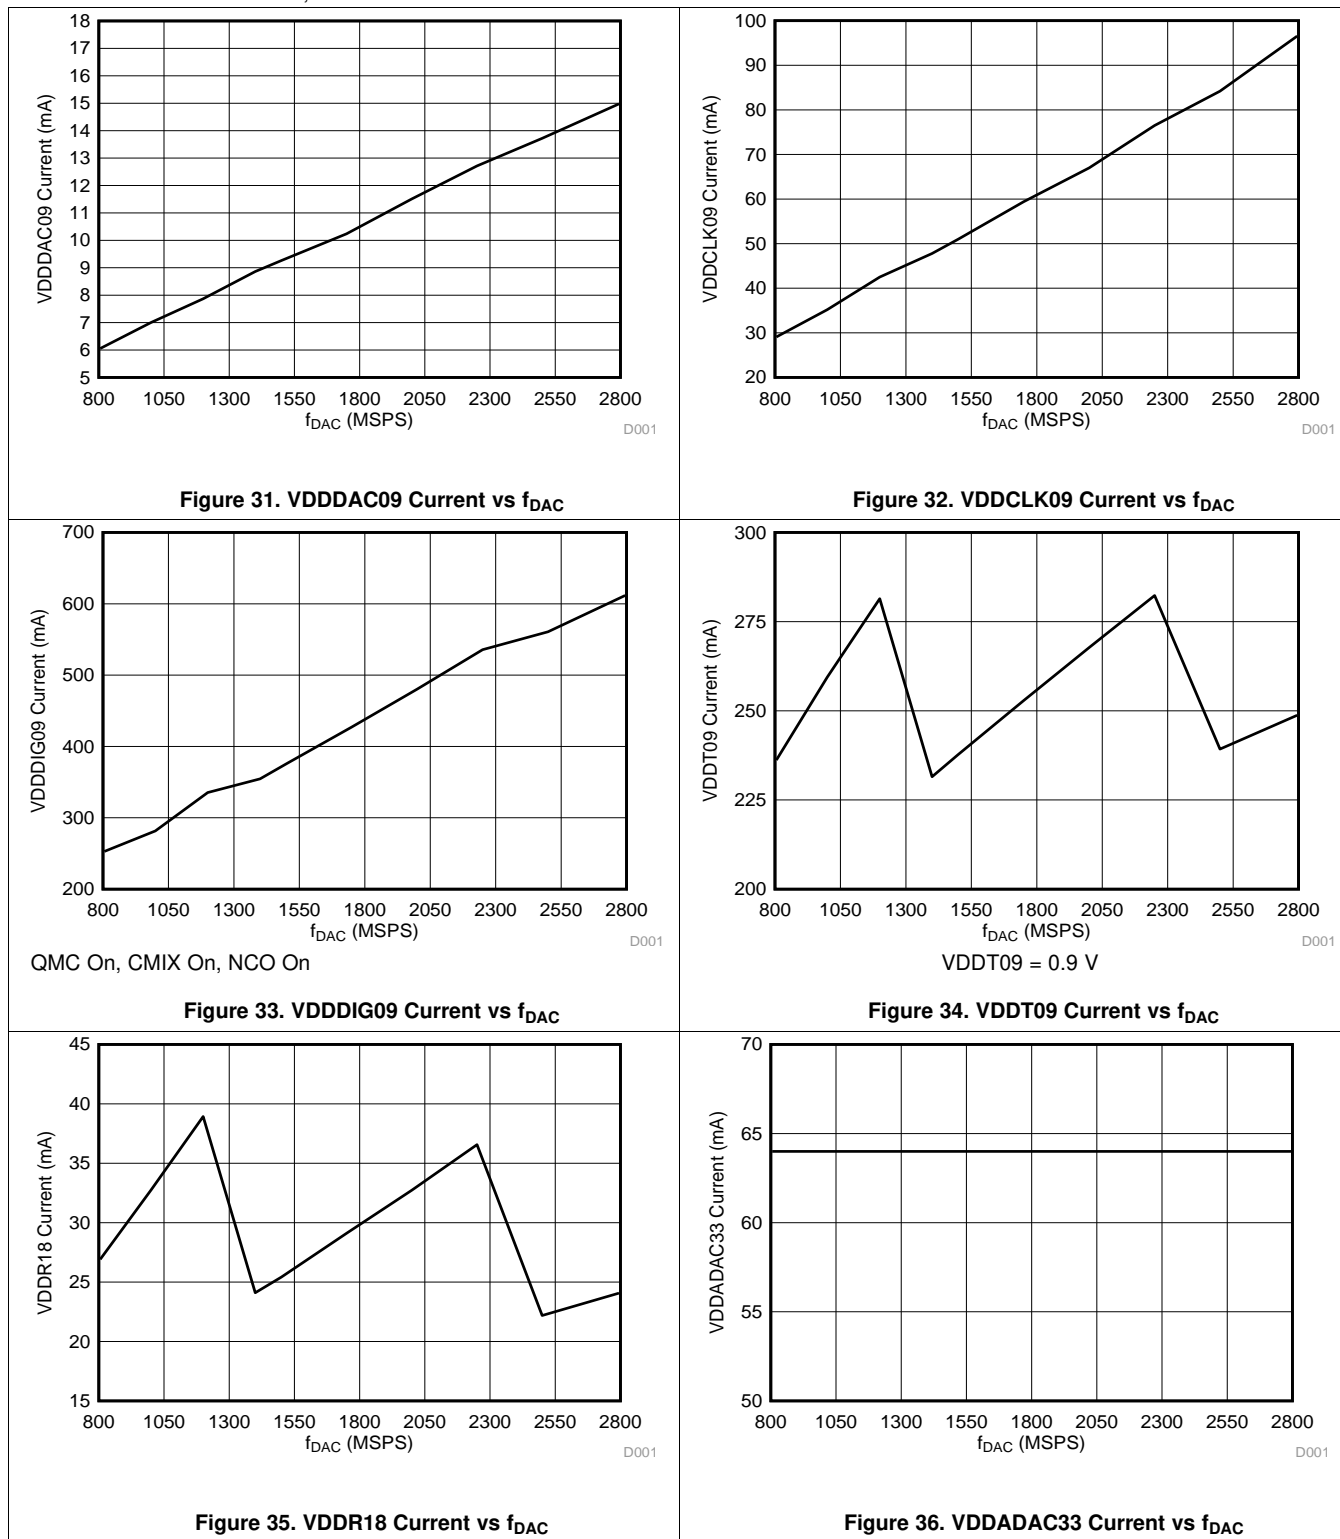 18
17
16
15
14
13
12
11
10
9
8
7
6
5
VDDDAC09 Current (mA)
800 1050 1300 1550 1800 2050 2300 2550 2800
fDAC (MSPS)
D001
Figure 31. VDDDAC09 Current vs fDAC
100
90
80
70
60
50
40
30
20
VDDCLK09 Current (mA)
800 1050 1300 1550 1800 2050 2300 2550 2800
fDAC (MSPS)
D001
Figure 32. VDDCLK09 Current vs fDAC
700
600
500
400
300
200
VDDDIG09 Current (mA)
800 1050 1300 1550 1800 2050 2300 2550 2800
fDAC (MSPS)
D001
QMC On, CMIX On, NCO On
Figure 33. VDDDIG09 Current vs fDAC
300
275
250
225
200
VDDT09 Current (mA)
800 1050 1300 1550 1800 2050 2300 2550 2800
fDAC (MSPS)
D001
VDDT09 = 0.9 V
Figure 34. VDDT09 Current vs fDAC
45
40
35
30
25
20
15
VDDR18 Current (mA)
800 1050 1300 1550 1800 2050 2300 2550 2800
fDAC (MSPS)
D001
Figure 35. VDDR18 Current vs fDAC
70
65
60
55
50
VDDADAC33 Current (mA)
800 1050 1300 1550 1800 2050 2300 2550 2800
fDAC (MSPS)
D001
Figure 36. VDDADAC33 Current vs fDAC